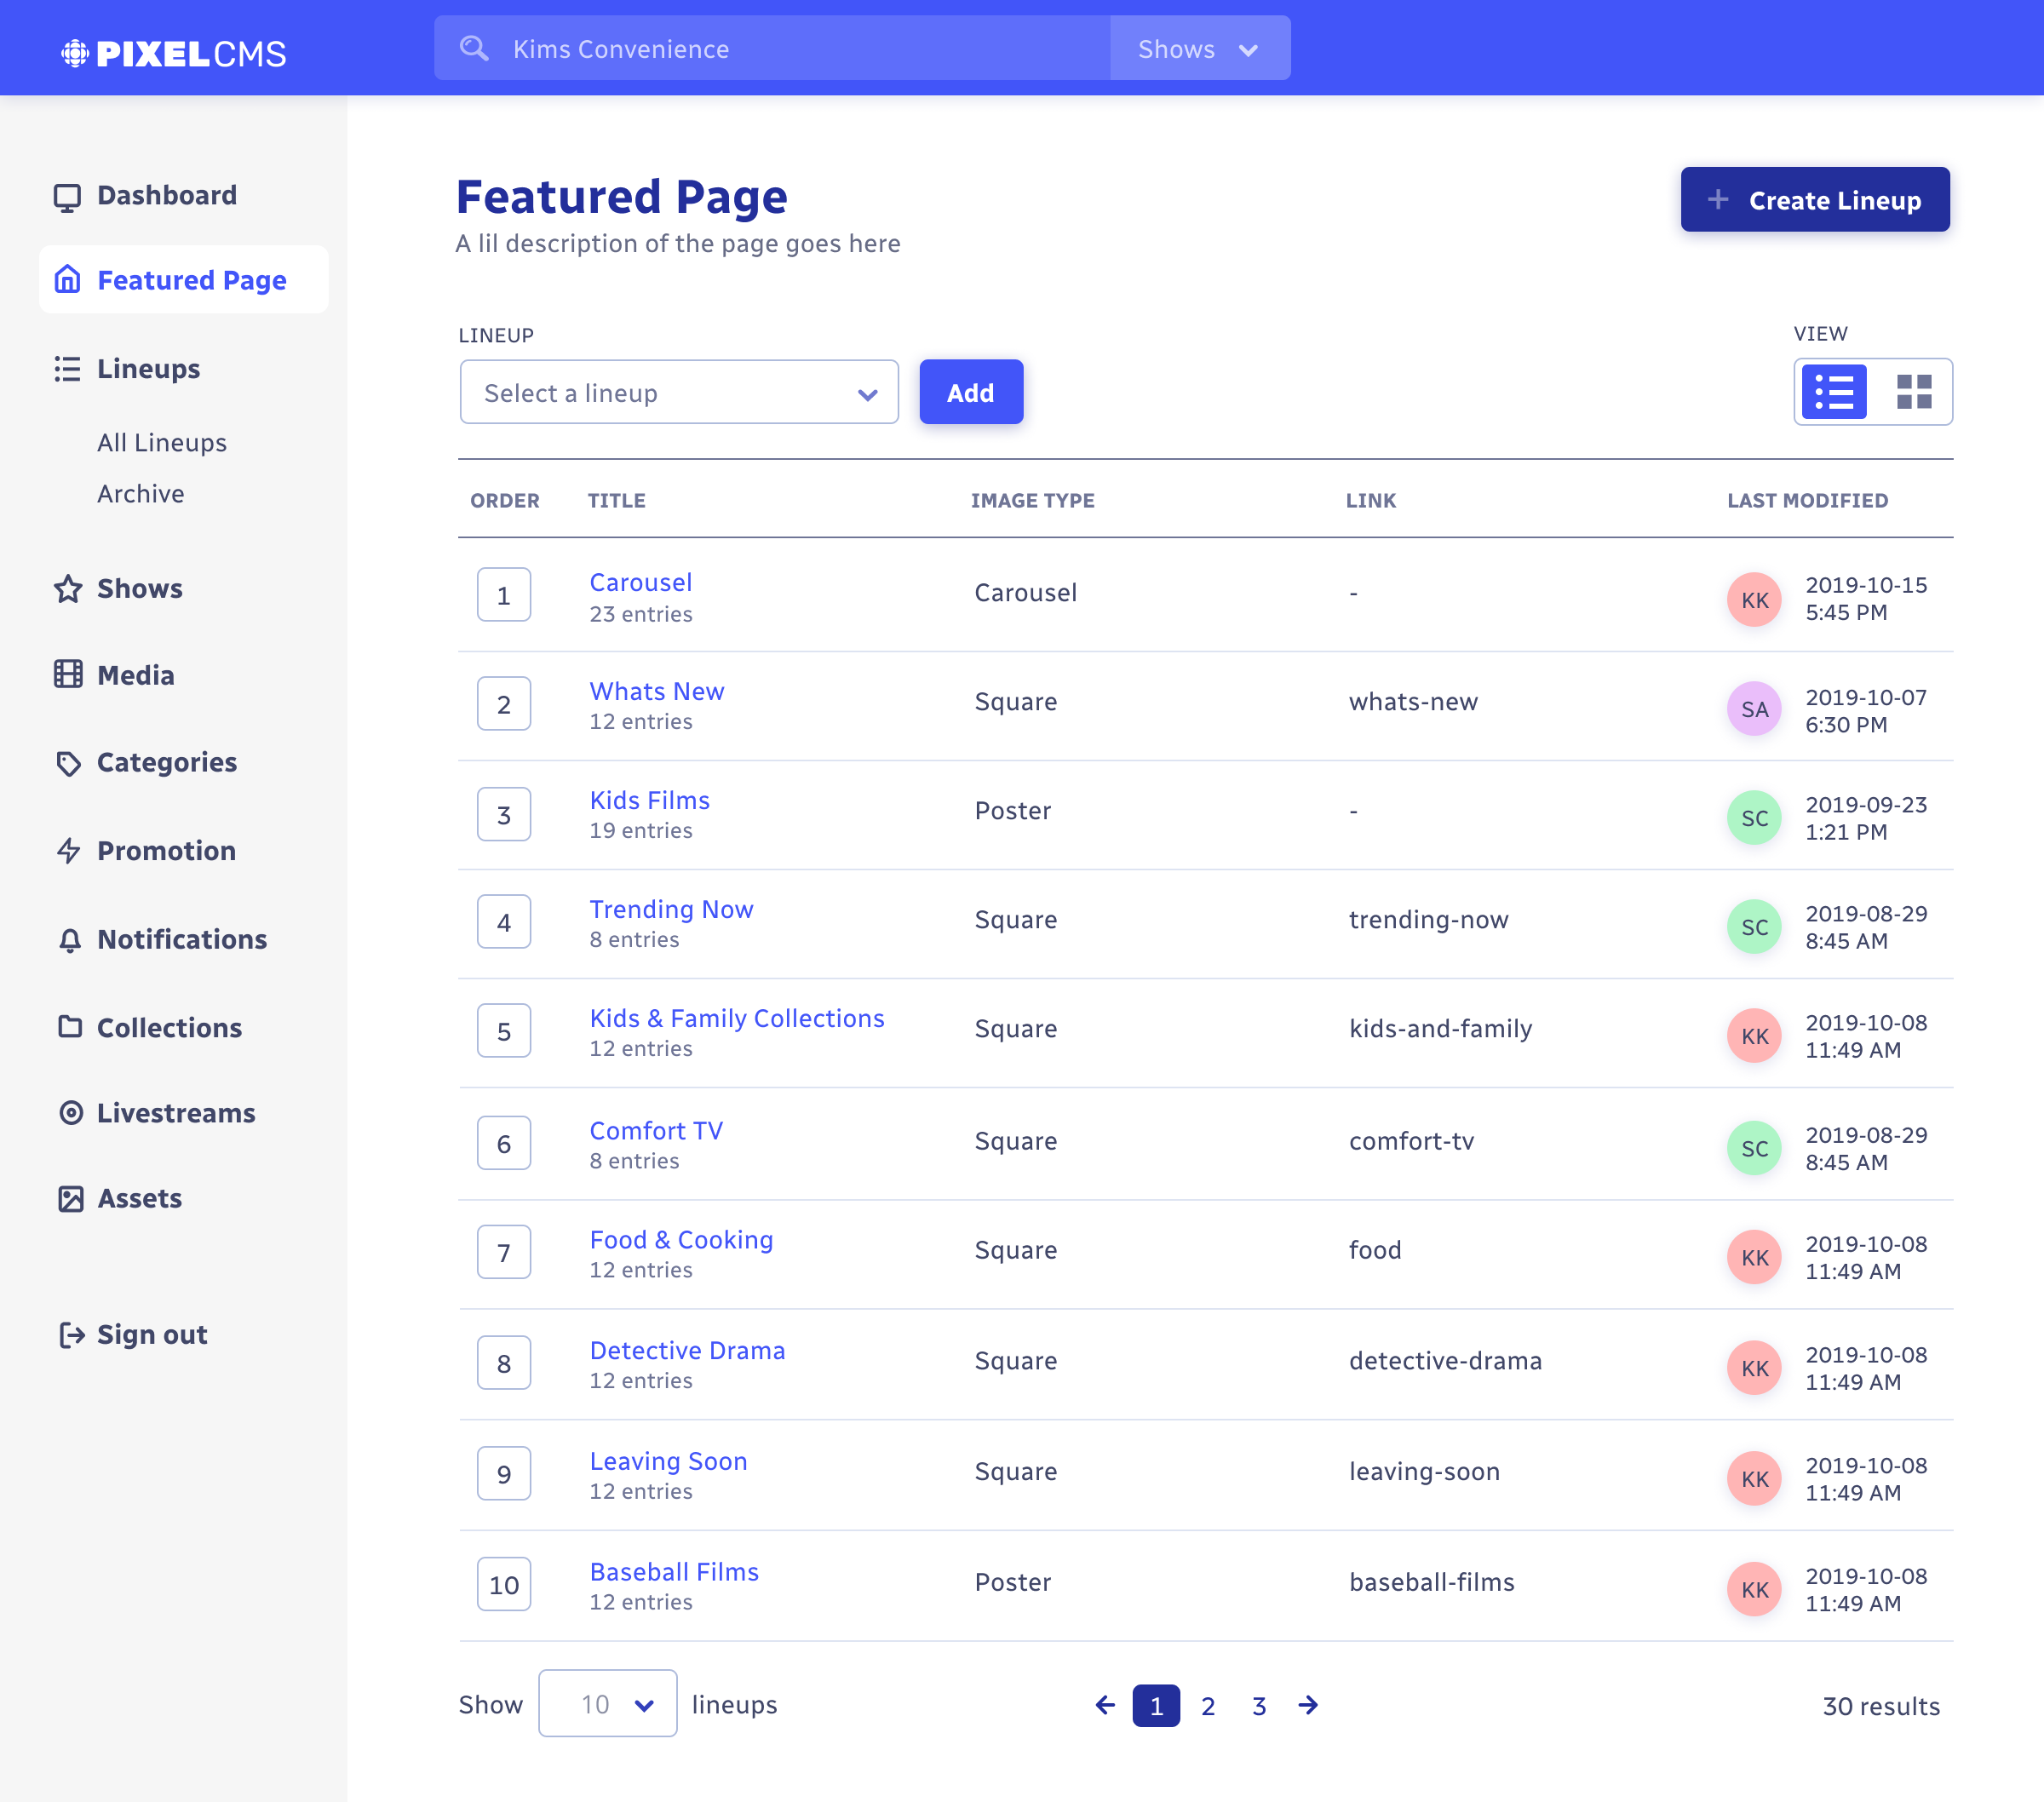 PIXELCMS
Kims Convenience
Shows
Dashboard
Featured Page
Lineups
All Lineups
Archive
Shows
Media
Categories
Promotion
Notifications
Collections
Livestreams
Assets
Sign out
Featured Page
A lil description of the page goes here
+ Create Lineup
LINEUP
Select a lineup
Add
VIEW
ORDER TITLE IMAGE TYPE LINK LAST MODIFIED
1 Carousel Carousel - KK 2019-10-15
23 entries 5:45 PM
2 Whats New Square whats-new SA 2019-10-07
12 entries 6:30 PM
3 Kids Films Poster - SC 2019-09-23
19 entries 1:21 PM
4 Trending Now Square trending-now SC 2019-08-29
8 entries 8:45 AM
5 Kids & Family Collections Square kids-and-family KK 2019-10-08
12 entries 11:49 AM
6 Comfort TV Square comfort-tv SC 2019-08-29
8 entries 8:45 AM
7 Food & Cooking Square food KK 2019-10-08
12 entries 11:49 AM
8 Detective Drama Square detective-drama KK 2019-10-08
12 entries 11:49 AM
9 Leaving Soon Square leaving-soon KK 2019-10-08
12 entries 11:49 AM
10 Baseball Films Poster baseball-films KK 2019-10-08
12 entries 11:49 AM
Show 10 lineups
← 1 2 3 →
30 results